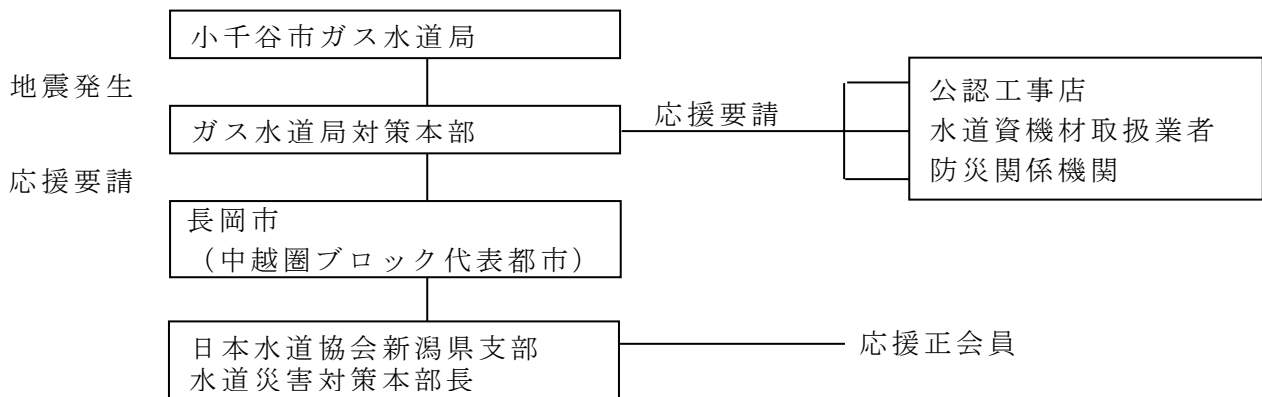 小千谷市ガス水道局
地震発生
ガス水道局対策本部
応援要請
公認工事店
水道資機材取扱業者
防災関係機関
応援要請
長岡市
（中越圏ブロック代表都市）
日本水道協会新潟県支部
水道災害対策本部長
応援正会員